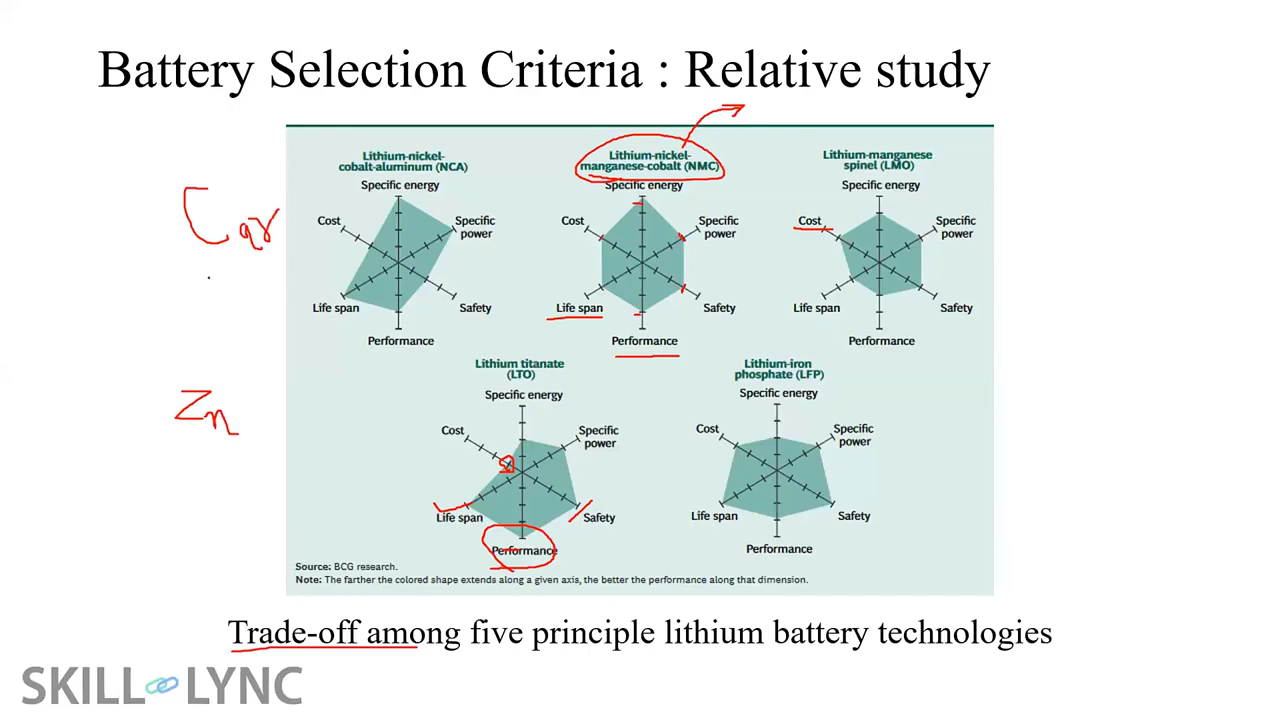 Battery Selection Criteria : Relative study
Lithium-nickel-
cobalt-aluminum (NCA)
Specific energy
Cost
Specific
power
Life span
Safety
Performance
Lithium-nickel-
manganese-cobalt (NMC)
Specific energy
Cost
Specific
power
Life span
Safety
Performance
Lithium-manganese
spinel (LMO)
Specific energy
Cost
Specific
power
Life span
Safety
Performance
Lithium titanate
(LTO)
Specific energy
Cost
Specific
power
Life span
Safety
Performance
Lithium-iron
phosphate (LFP)
Specific energy
Cost
Specific
power
Life span
Safety
Performance
Zn
Source: BCG research.
Note: The farther the colored shape extends along a given axis, the better the performance along that dimension.
Trade-off among five principle lithium battery technologies
SKILL LYNC